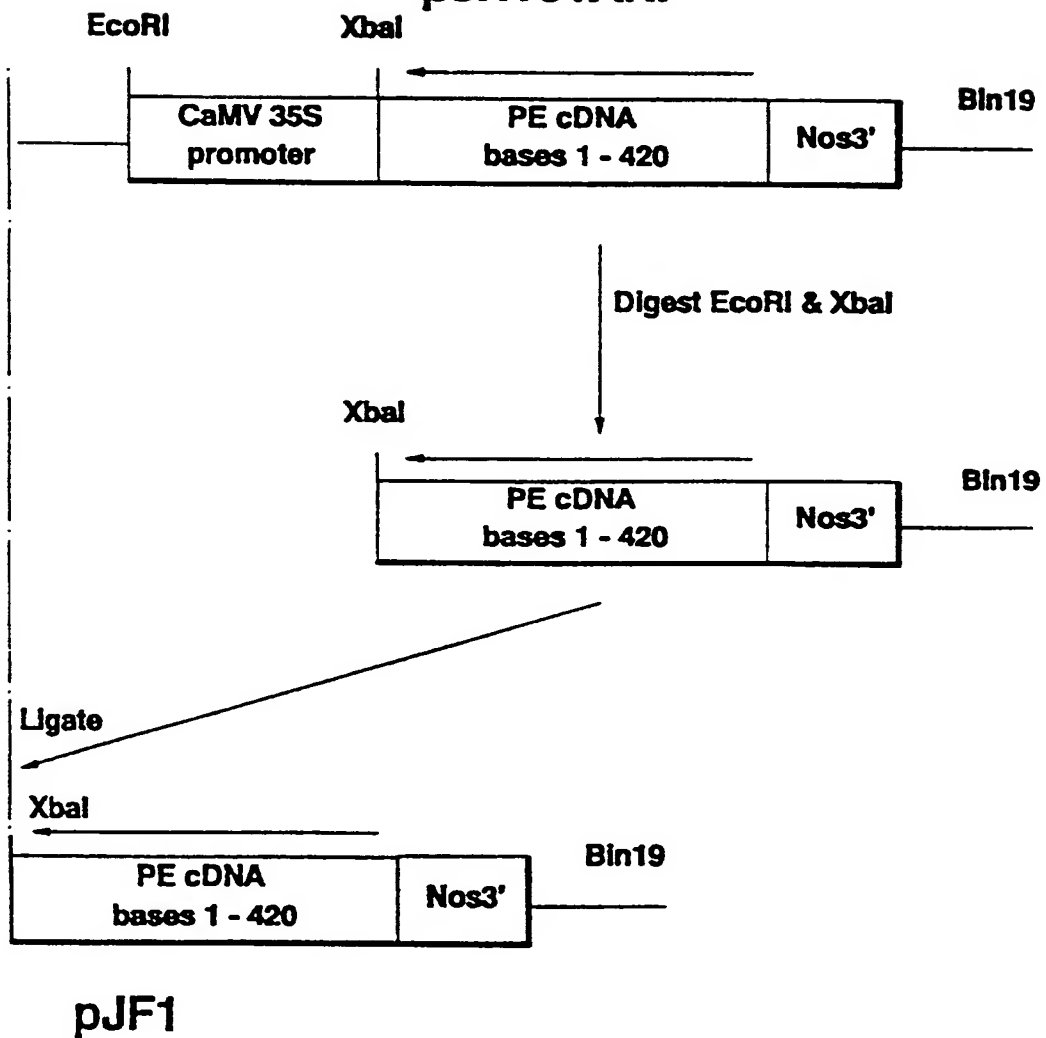 EcoRI XbaI
CaMV 35S
promoter
PE cDNA
bases 1 - 420
Nos3'
Bin19
Digest EcoRI & XbaI
XbaI
PE cDNA
bases 1 - 420
Nos3'
Bin19
Ligate
XbaI
PE cDNA
bases 1 - 420
Nos3'
Bin19
pJF1